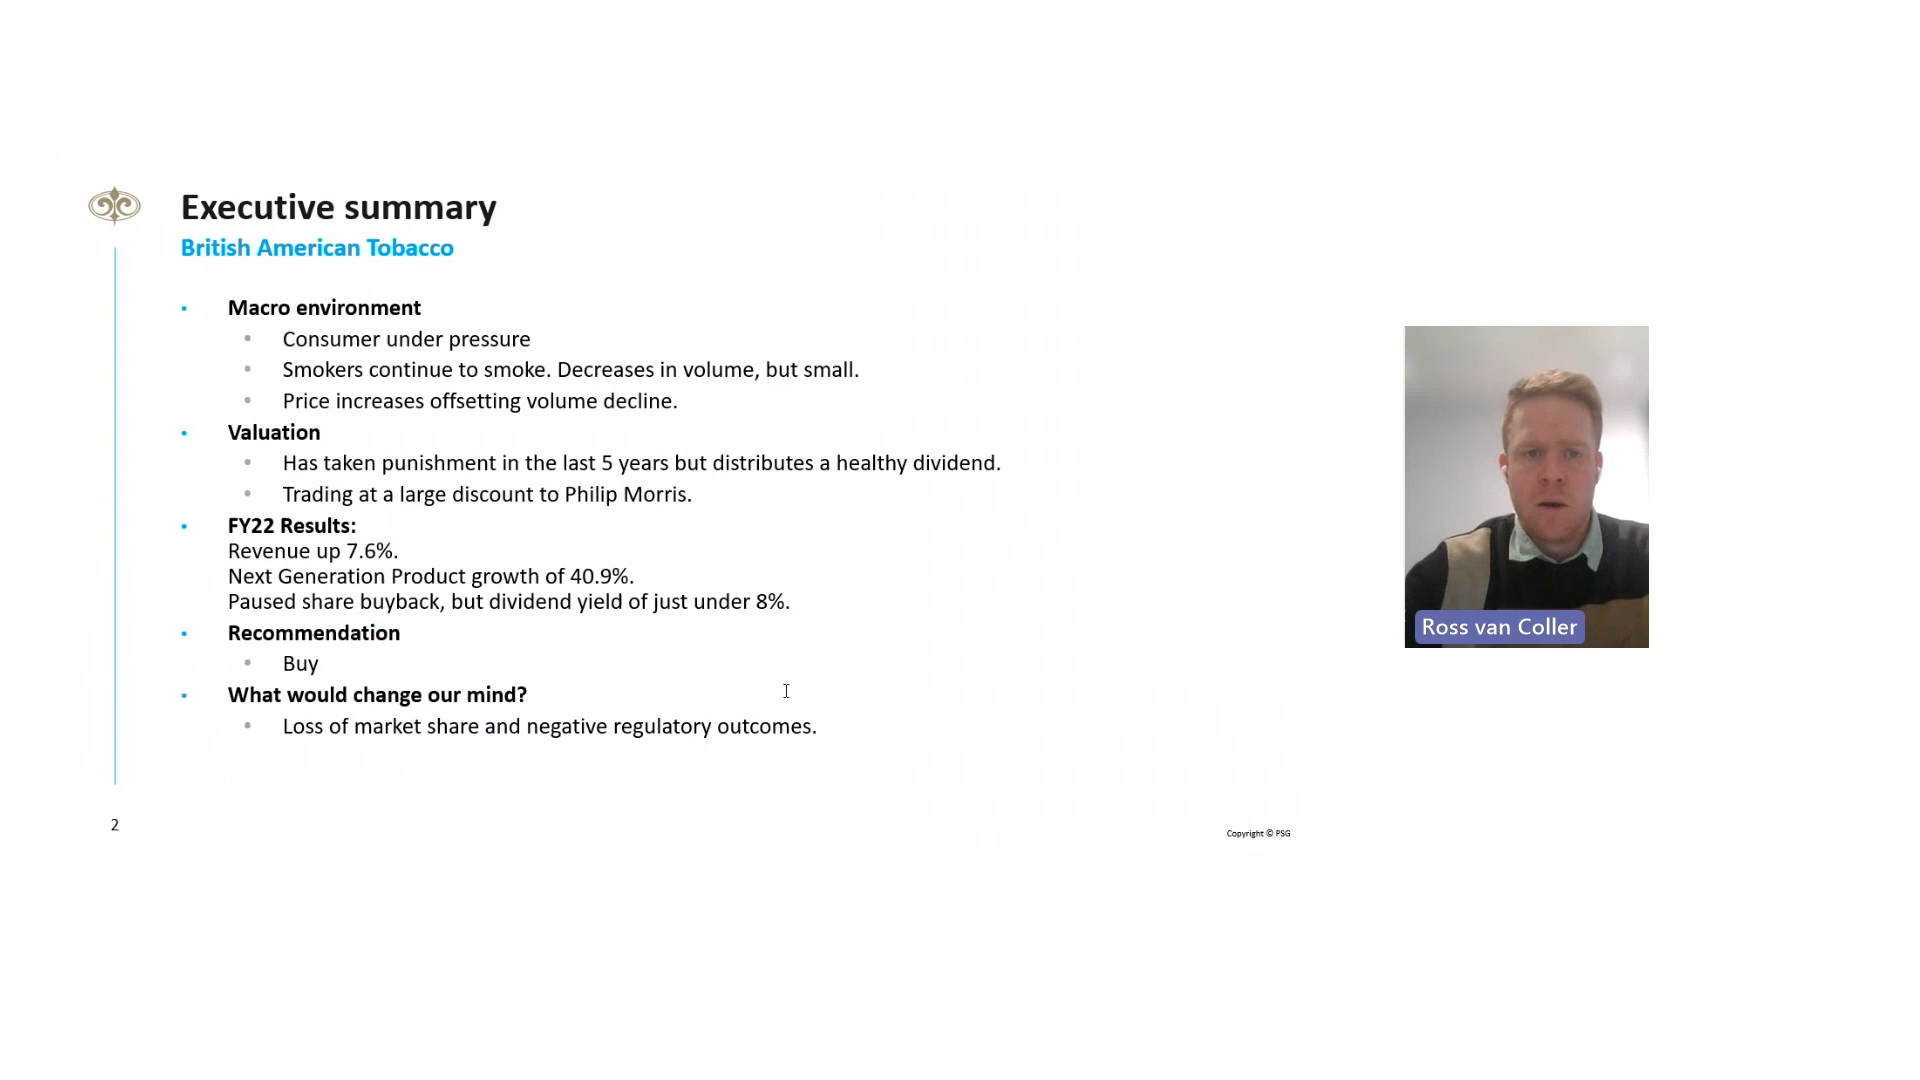 Executive summary
British American Tobacco
• Macro environment
• Consumer under pressure
• Smokers continue to smoke. Decreases in volume, but small.
• Price increases offsetting volume decline.
• Valuation
• Has taken punishment in the last 5 years but distributes a healthy dividend.
• Trading at a large discount to Philip Morris.
• FY22 Results:
Revenue up 7.6%.
Next Generation Product growth of 40.9%.
Paused share buyback, but dividend yield of just under 8%.
• Recommendation
• Buy
• What would change our mind?
• Loss of market share and negative regulatory outcomes.
2
Copyright © PSG
Ross van Coller